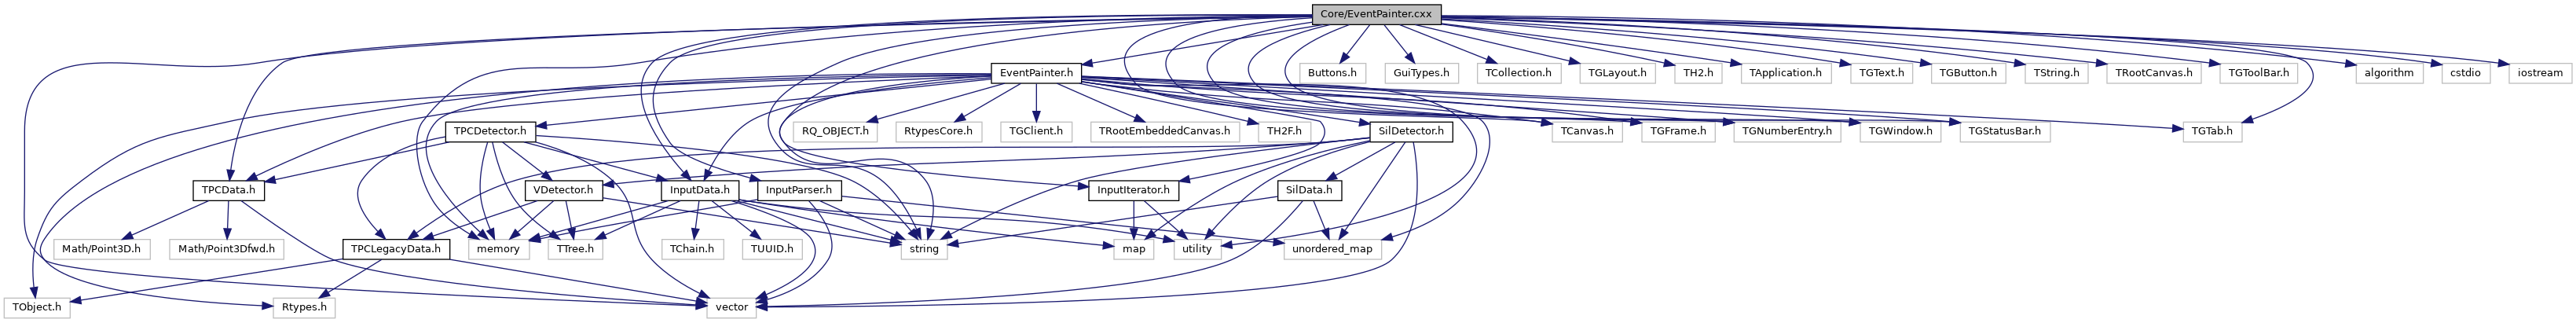 Core/EventPainter.cxx
EventPainter.h
Buttons.h
GuiTypes.h
TCollection.h
TGLayout.h
TH2.h
TApplication.h
TGText.h
TGButton.h
TString.h
TRootCanvas.h
TGToolBar.h
algorithm
cstdio
iostream
TPCDetector.h
RQ_OBJECT.h
RtypesCore.h
TGClient.h
TRootEmbeddedCanvas.h
TH2F.h
SilDetector.h
TCanvas.h
TGFrame.h
TGNumberEntry.h
TGWindow.h
TGStatusBar.h
TGTab.h
TPCData.h
VDetector.h
InputData.h
InputParser.h
InputIterator.h
SilData.h
Math/Point3D.h
Math/Point3Dfwd.h
TPCLegacyData.h
memory
TTree.h
TChain.h
TUUID.h
string
map
utility
unordered_map
TObject.h
Rtypes.h
vector